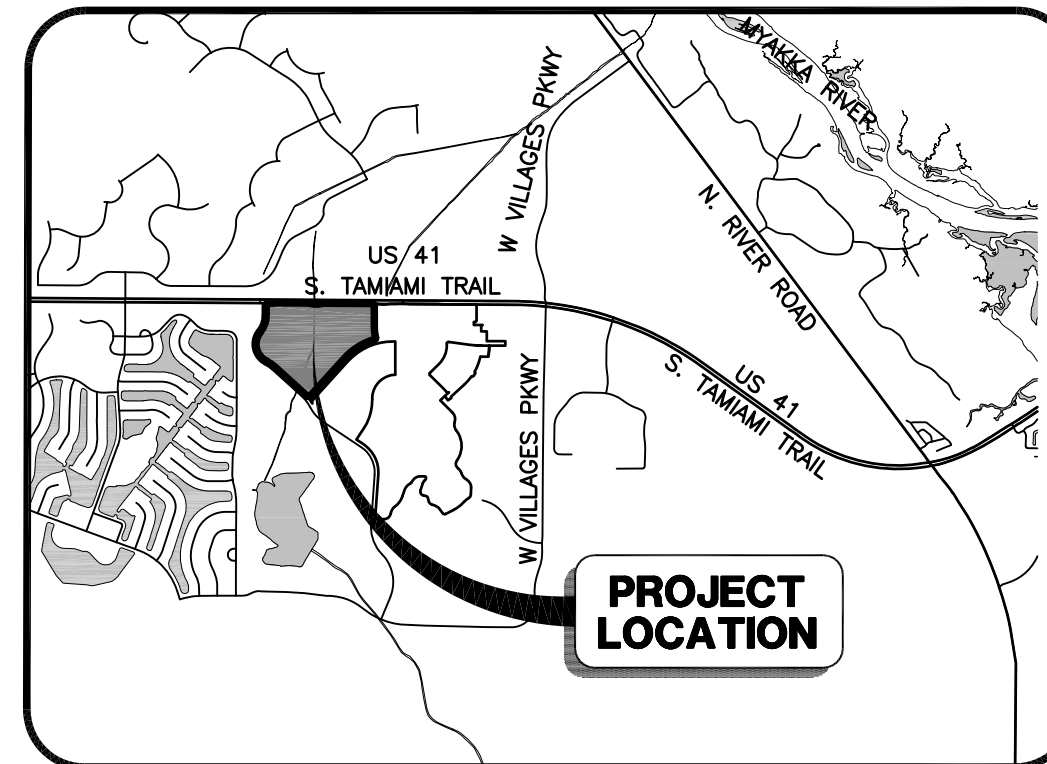 MYAKKA RIVER
W VILLAGES PKWY
N. RIVER ROAD
US 41
S. TAMIAMI TRAIL
US 41
S. TAMIAMI TRAIL
W VILLAGES PKWY
PROJECT
LOCATION